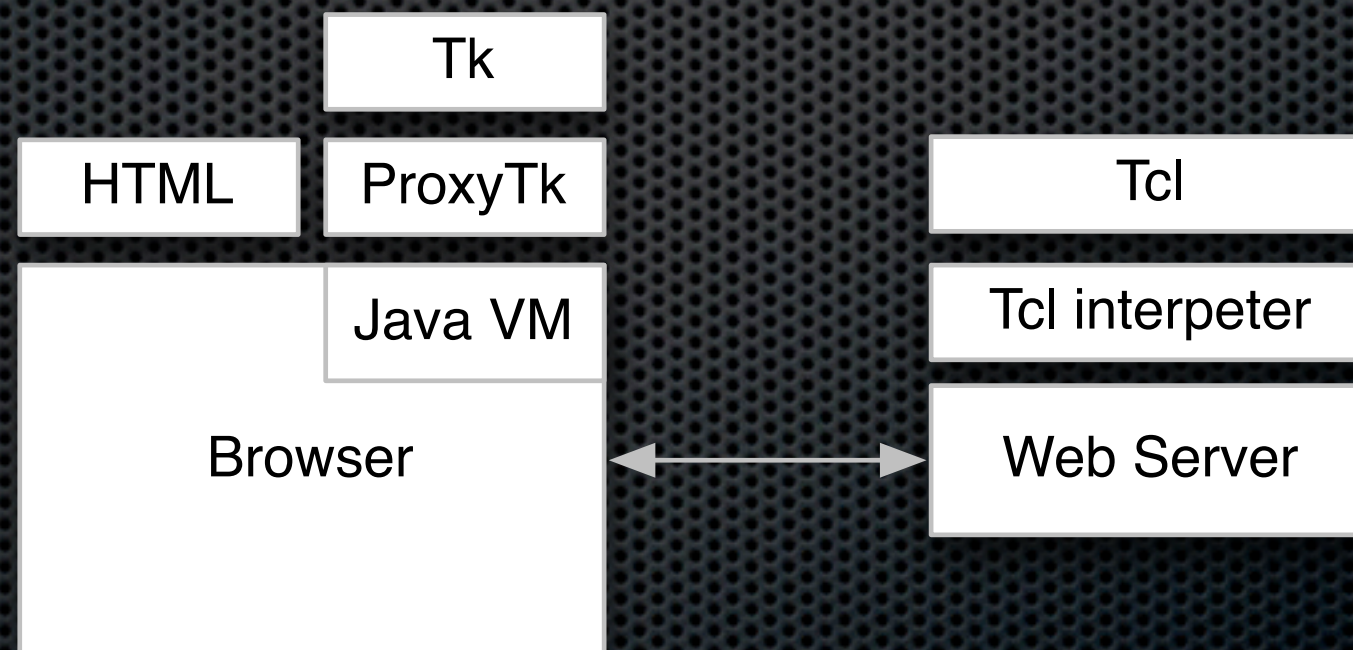 Tk
HTML
ProxyTk
Tcl
Java VM
Tcl interpeter
Browser
Web Server